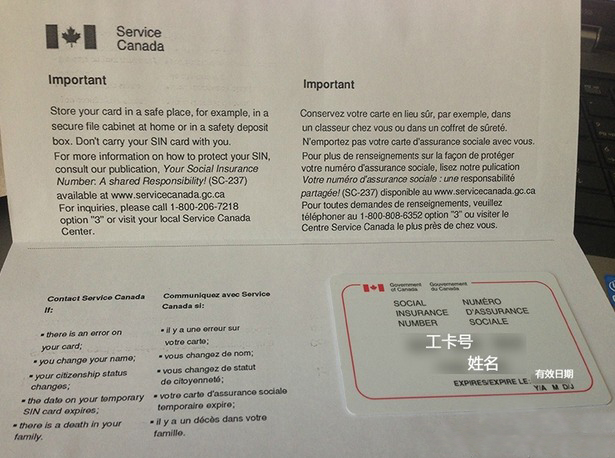 Service
Canada
Important
Store your card in a safe place, for example, in a
secure file cabinet at home or in a safety deposit
box. Don't carry your SIN card with you.
For more information on how to protect your SIN,
consult our publication, Your Social Insurance
Number: A shared Responsibility! (SC-237)
available at www.servicecanada.gc.ca
For inquiries, please call 1-800-206-7218
option "3" or visit your local Service Canada
Center.
Important
Conservez votre carte en lieu sûr, par exemple, dans
un classeur chez vous ou dans un coffret de sûreté.
N'emportez pas votre carte d'assurance sociale avec vous.
Pour plus de renseignements sur la façon de protéger
votre numéro d'assurance sociale, lisez notre pulication
Votre numéro d'assurance sociale : une responsabilité
partagée! (SC-237) disponible au www.servicecanada.gc.ca
Pour toutes demandes de renseignements, veuillez
téléphoner au 1-800-808-6352 option "3" ou visiter le
Centre Service Canada le plus près de chez vous.
Contact Service Canada
If:
• there is an error on
your card;
• you change your name;
• your citizenship status
changes;
• the date on your temporary
SIN card expires;
• there is a death in your
family.
Communiquez avec Service
Canada si:
• il y a une erreur sur
votre carte;
• vous changez de nom;
• vous changez de statut
de citoyenneté;
• votre carte d'assurance sociale
temporaire expire;
• il y a un décès dans votre
famille.
Government
of Canada
Gouvernement
du Canada
SOCIAL
INSURANCE
NUMBER
NUMÉRO
D'ASSURANCE
SOCIALE
工卡号
姓名
有效日期
EXPIRES/EXPIRE LE:
Y/A M D/J